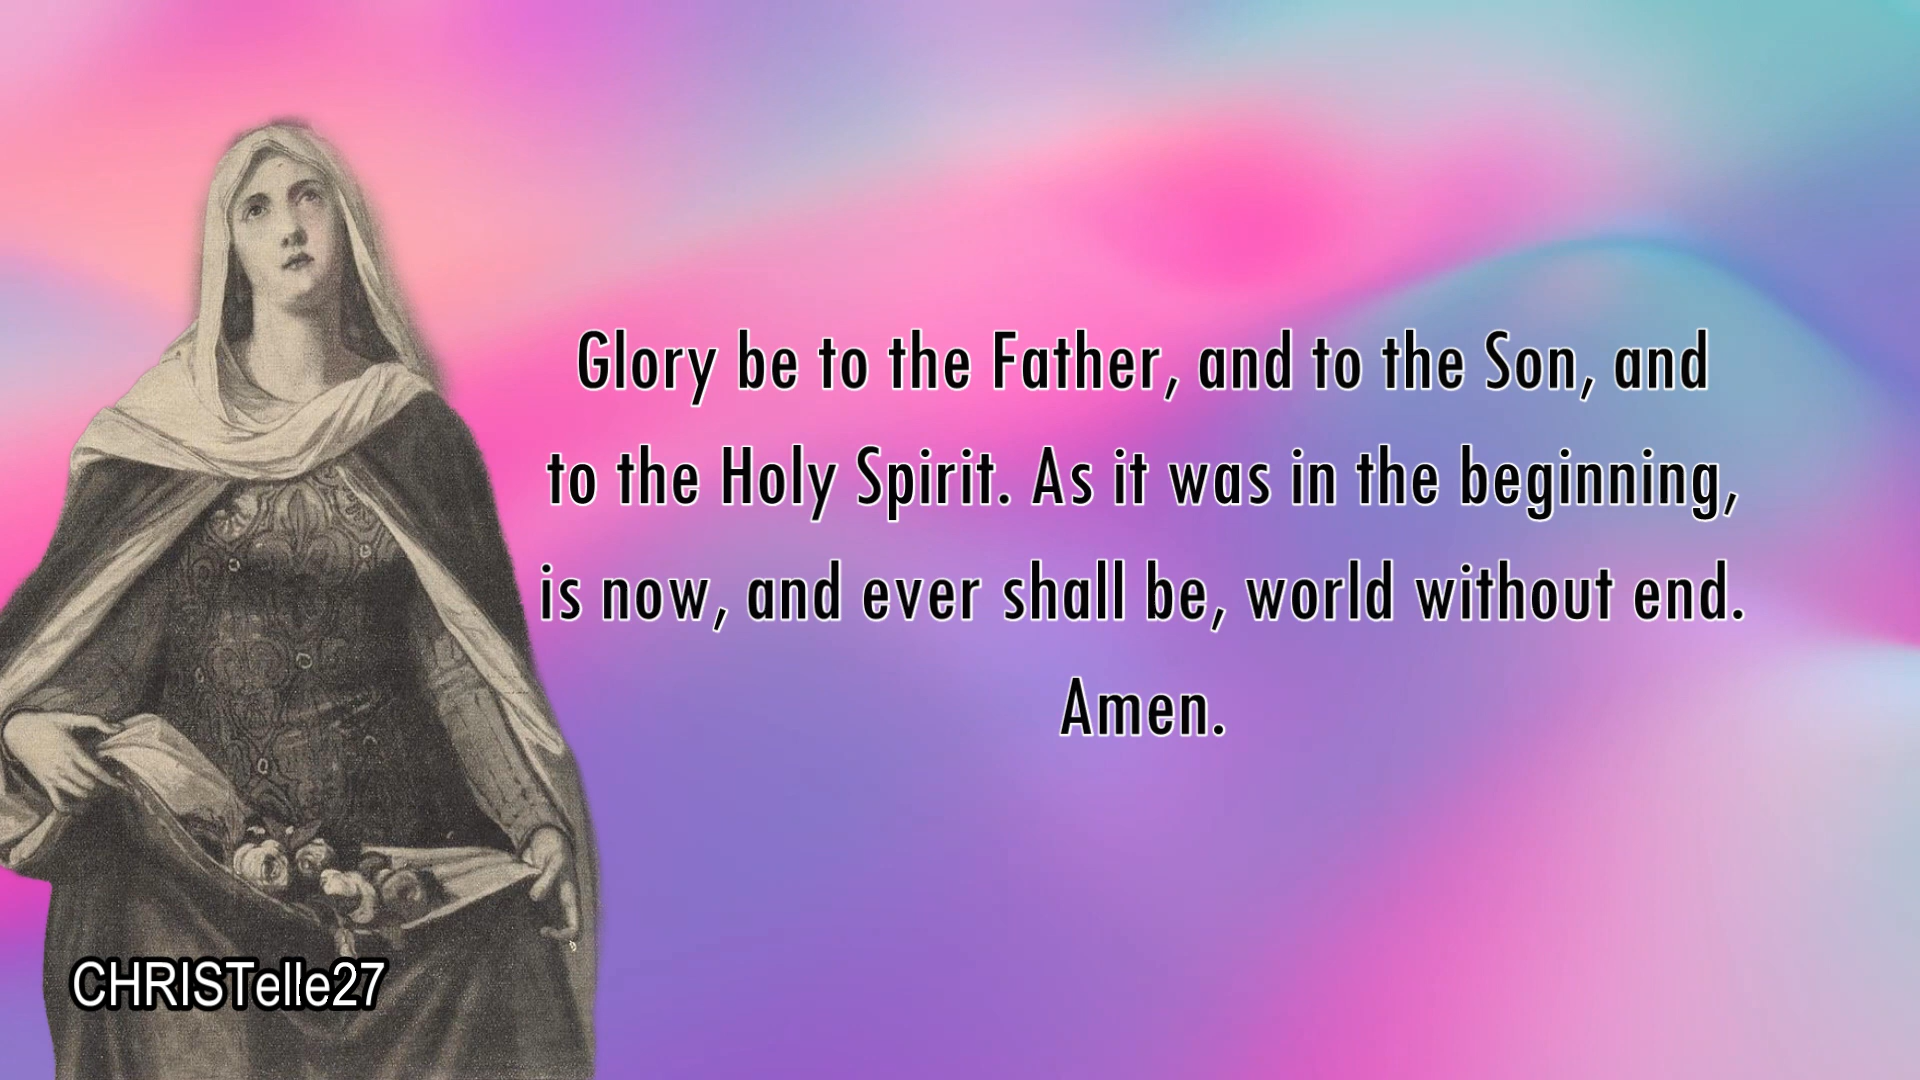 Glory be to the Father, and to the Son, and
to the Holy Spirit. As it was in the beginning,
is now, and ever shall be, world without end.
Amen.
CHRISTelle27